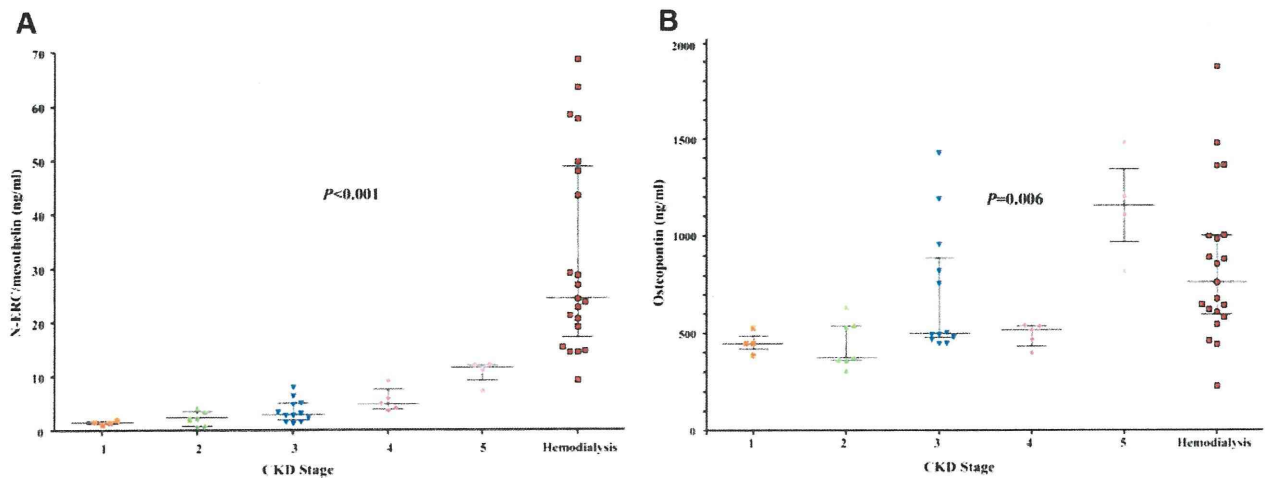 A
N-ERC/mesothelin (ng/ml)
70
60
50
40
30
20
10
0
P<0.001
1
2
3
4
5
Hemodialysis
CKD Stage
B
Osteopontin (ng/ml)
2000
1500
1000
500
0
P=0.006
1
2
3
4
5
Hemodialysis
CKD Stage